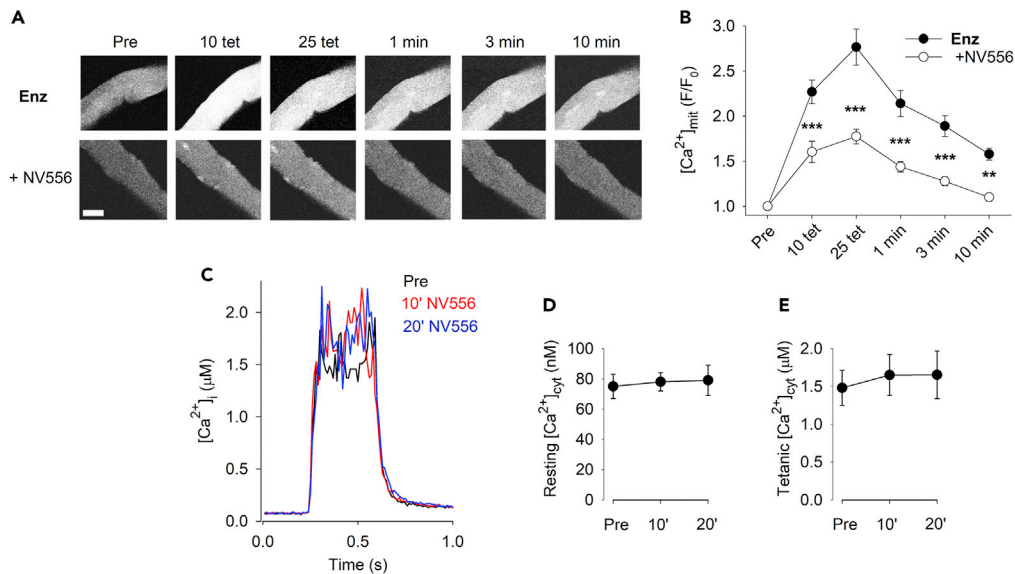 A
Pre 10 tet 25 tet 1 min 3 min 10 min
Enz
+ NV556
B
[Ca²⁺]mit (F/F₀)
3.0
2.5
2.0
1.5
1.0
Enz
+NV556
***
***
***
***
**
Pre 10 tet 25 tet 1 min 3 min 10 min
C
[Ca²⁺]i (μM)
2.0
1.5
1.0
0.5
0.0
Pre
10' NV556
20' NV556
0.0 0.5 1.0
Time (s)
D
Resting [Ca²⁺]cyt (nM)
100
80
60
40
20
0
Pre 10' 20'
E
Tetanic [Ca²⁺]cyt (μM)
2.0
1.5
1.0
0.5
0.0
Pre 10' 20'